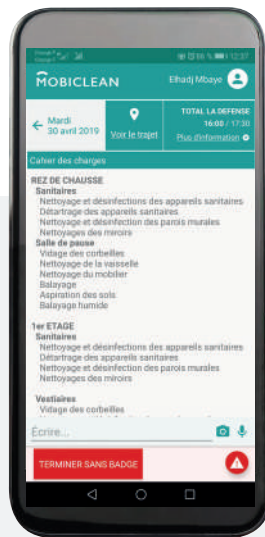 12:37
MOBICLEAN
Elhadj Mbaye
← Mardi
30 avril 2019
Voir le trajet
TOTAL LA DEFENSE
16:00 / 17:30
Plus d'information
Cahier des charges
REZ DE CHAUSSE
Sanitaires
Nettoyage et désinfections des appareils sanitaires
Détartrage des appareils sanitaires
Nettoyage et désinfection des parois murales
Nettoyages des miroirs
Salle de pause
Vidage des corbeilles
Nettoyage de la vaisselle
Nettoyage du mobilier
Balayage
Aspiration des sols
Balayage humide
1er ETAGE
Sanitaires
Nettoyage et désinfections des appareils sanitaires
Détartrage des appareils sanitaires
Nettoyage et désinfection des parois murales
Nettoyages des miroirs
Vestiaires
Vidage des corbeilles
Écrire...
TERMINER SANS BADGE